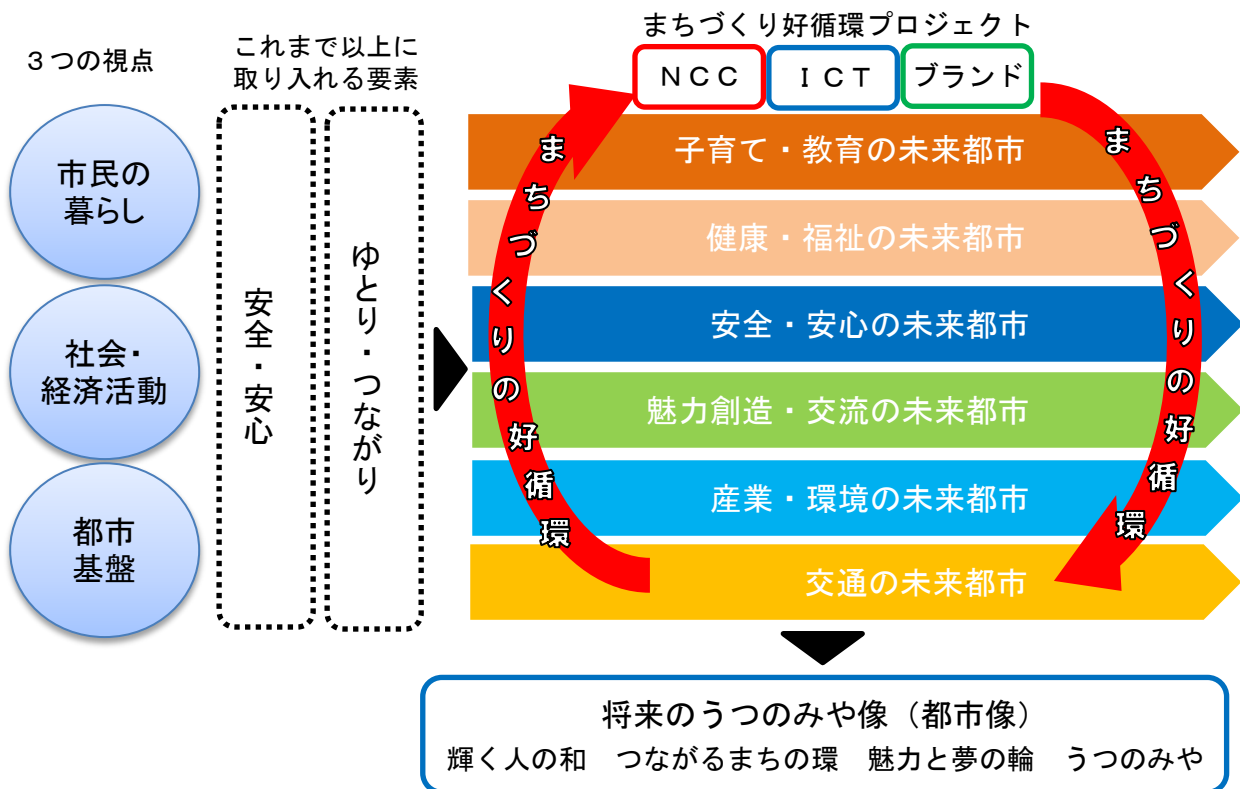 3つの視点
市民の
暮らし
社会・
経済活動
都市
基盤
これまで以上に
取り入れる要素
安全・安心
ゆとり・つながり
まちづくり好循環プロジェクト
NCC
ICT
ブランド
まちづくりの好循環
まちづくりの好循環
子育て・教育の未来都市
健康・福祉の未来都市
安全・安心の未来都市
魅力創造・交流の未来都市
産業・環境の未来都市
交通の未来都市
将来のうつのみや像（都市像）
輝く人の和　つながるまちの環　魅力と夢の輪　うつのみや